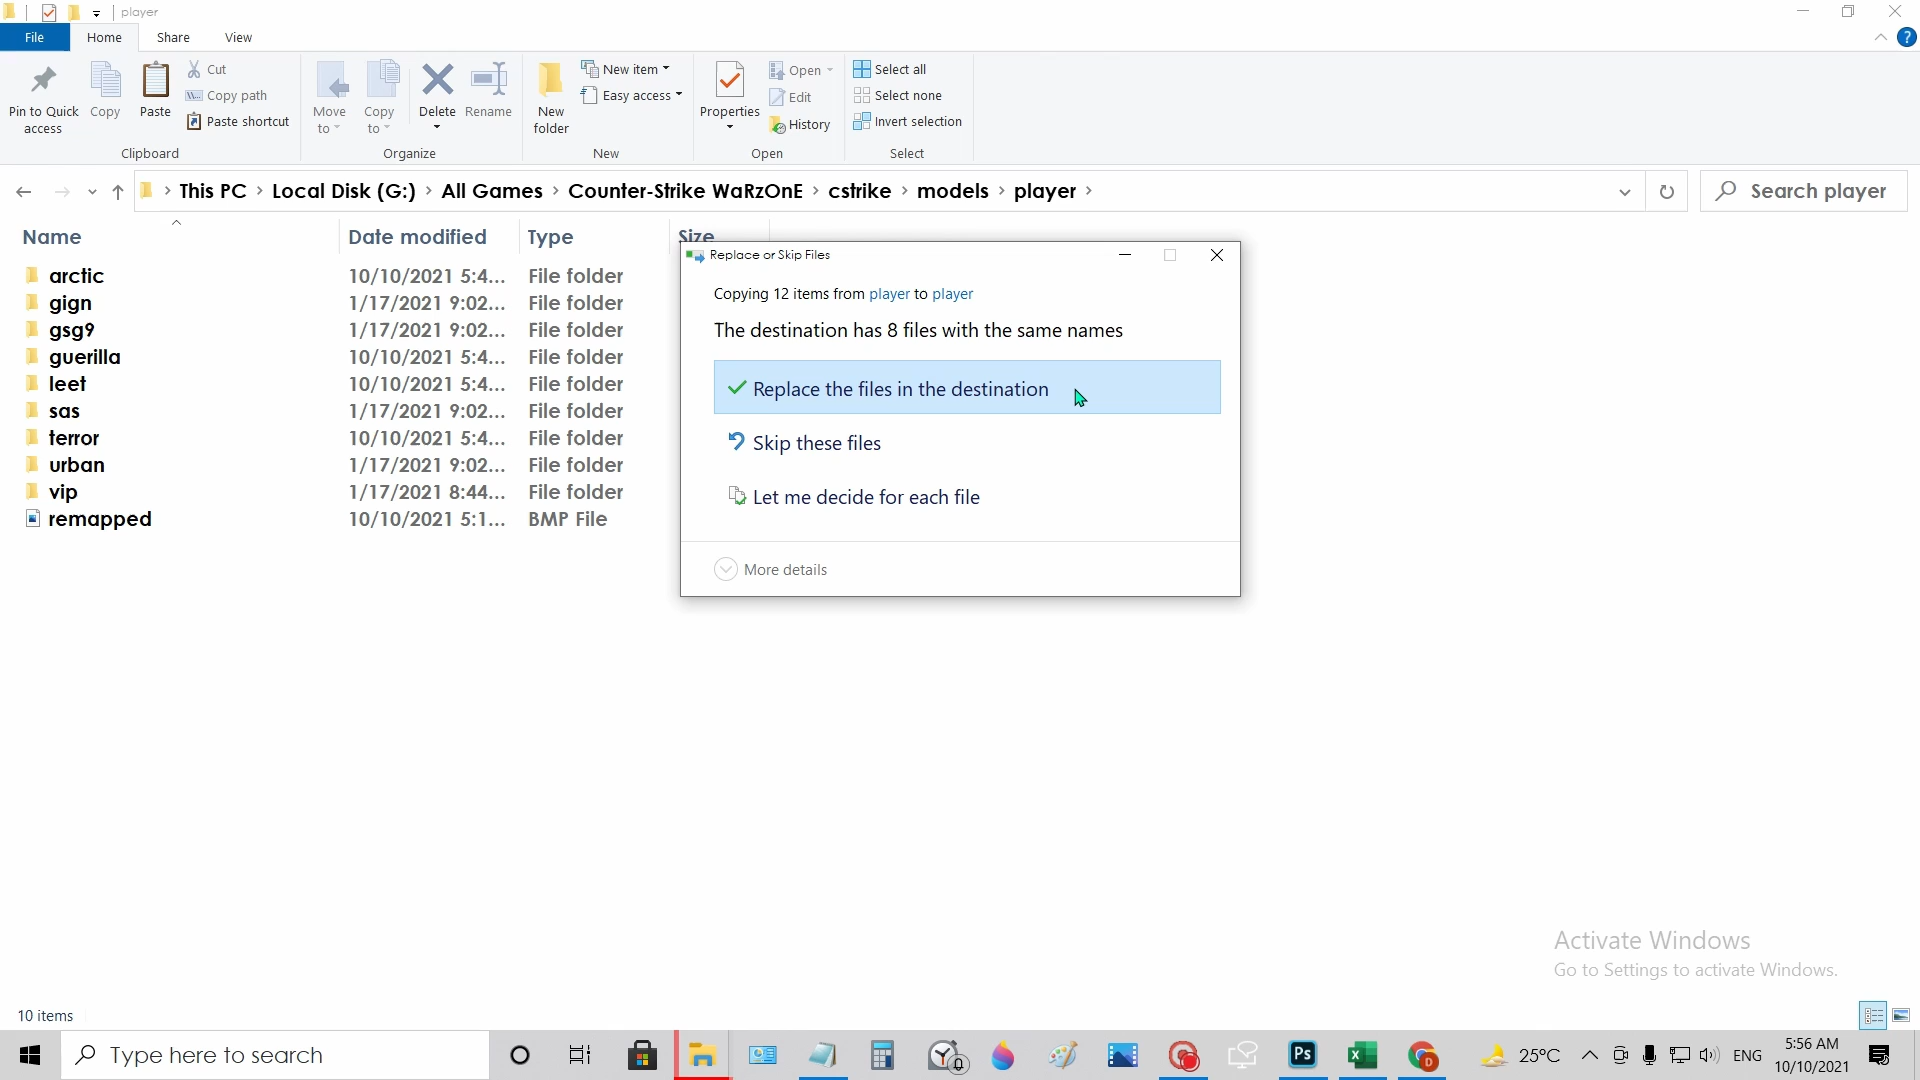 player
File Home Share View
Pin to Quick access
Copy
Paste
Cut
Copy path
Paste shortcut
Clipboard
Move to
Copy to
Delete
Rename
Organize
New folder
New item
Easy access
New
Properties
Open
Edit
History
Open
Select all
Select none
Invert selection
Select
This PC > Local Disk (G:) > All Games > Counter-Strike WaRzOnE > cstrike > models > player >
Search player
Name Date modified Type Size
arctic 10/10/2021 5:4... File folder
gign 1/17/2021 9:02... File folder
gsg9 1/17/2021 9:02... File folder
guerilla 10/10/2021 5:4... File folder
leet 10/10/2021 5:4... File folder
sas 1/17/2021 9:02... File folder
terror 10/10/2021 5:4... File folder
urban 1/17/2021 9:02... File folder
vip 1/17/2021 8:44... File folder
remapped 10/10/2021 5:1... BMP File
Replace or Skip Files
Copying 12 items from player to player
The destination has 8 files with the same names
Replace the files in the destination
Skip these files
Let me decide for each file
More details
Activate Windows
Go to Settings to activate Windows.
10 items
Type here to search
Ps
D
25°C
ENG
5:56 AM
10/10/2021